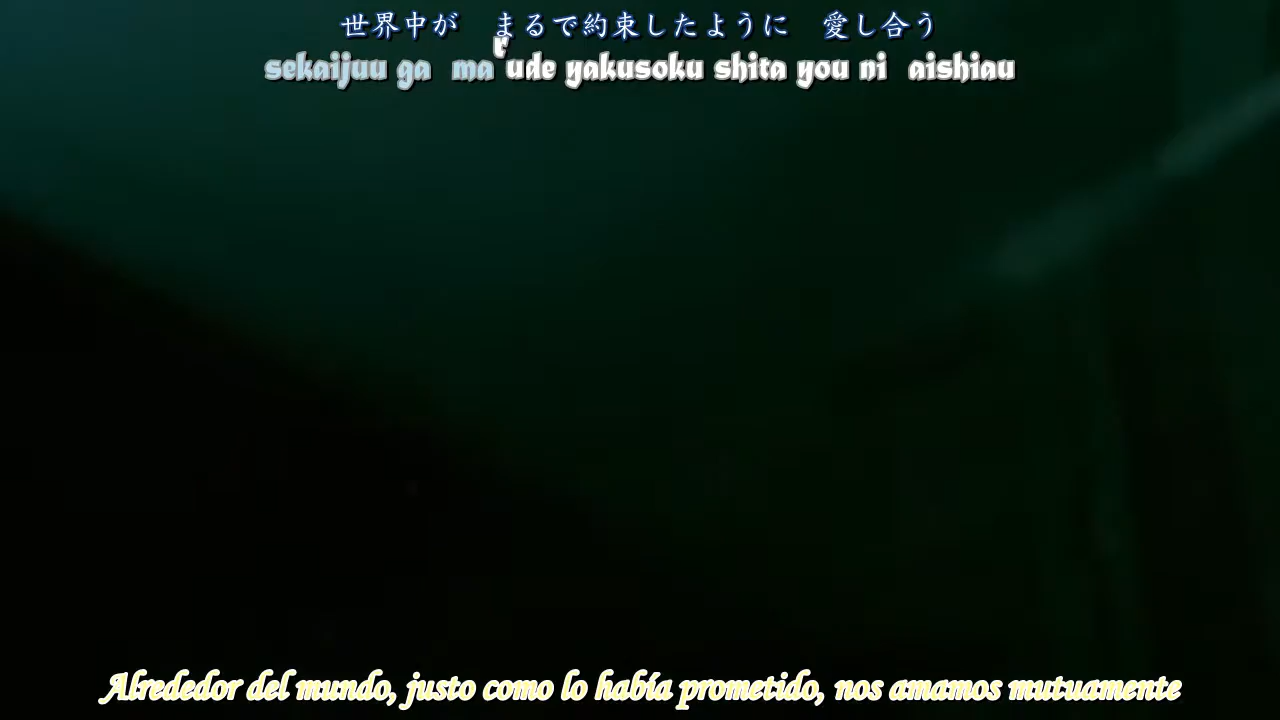 世界中が　まるで約束したように　愛し合う
sekaijuu ga  marude yakusoku shita you ni  aishiau
Alrededor del mundo, justo como lo había prometido, nos amamos mutuamente